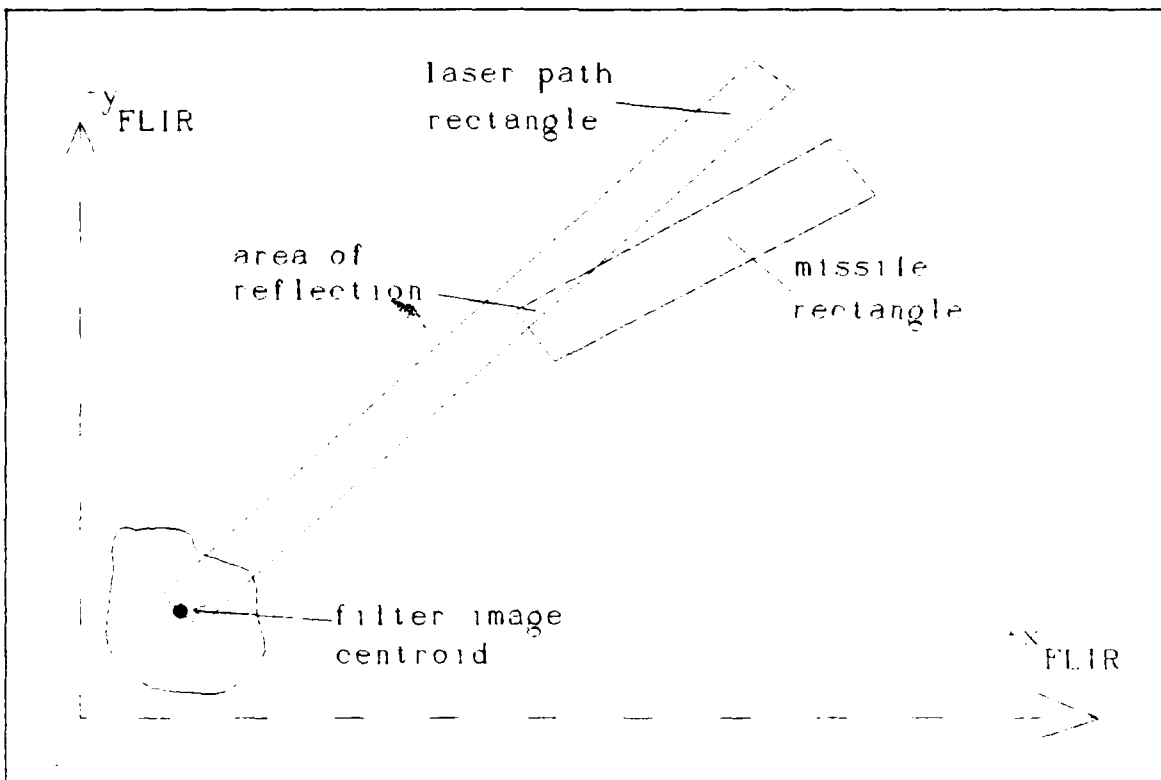 laser path
rectangle
-y FLIR
area of
reflection
missile
rectangle
filter image
centroid
x FLIR